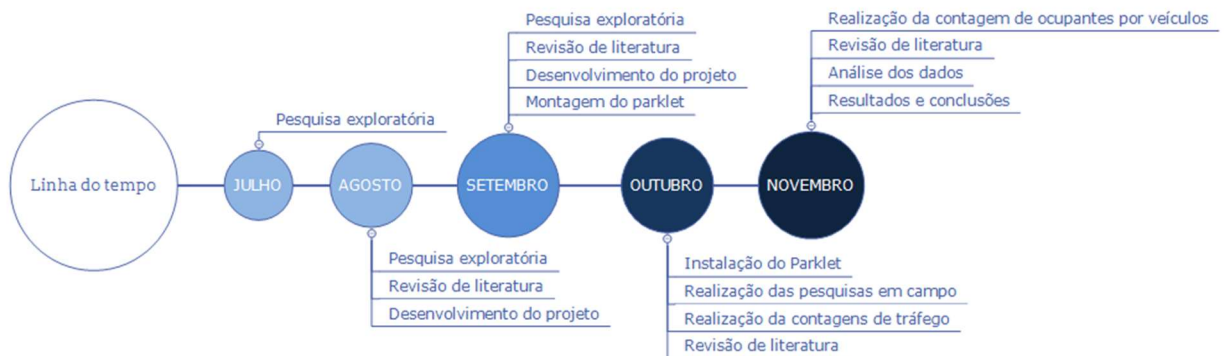 Linha do tempo
JULHO
Pesquisa exploratória
AGOSTO
Pesquisa exploratória
Revisão de literatura
Desenvolvimento do projeto
SETEMBRO
Pesquisa exploratória
Revisão de literatura
Desenvolvimento do projeto
Montagem do parklet
OUTUBRO
Instalação do Parklet
Realização das pesquisas em campo
Realização da contagens de tráfego
Revisão de literatura
NOVEMBRO
Realização da contagem de ocupantes por veículos
Revisão de literatura
Análise dos dados
Resultados e conclusões